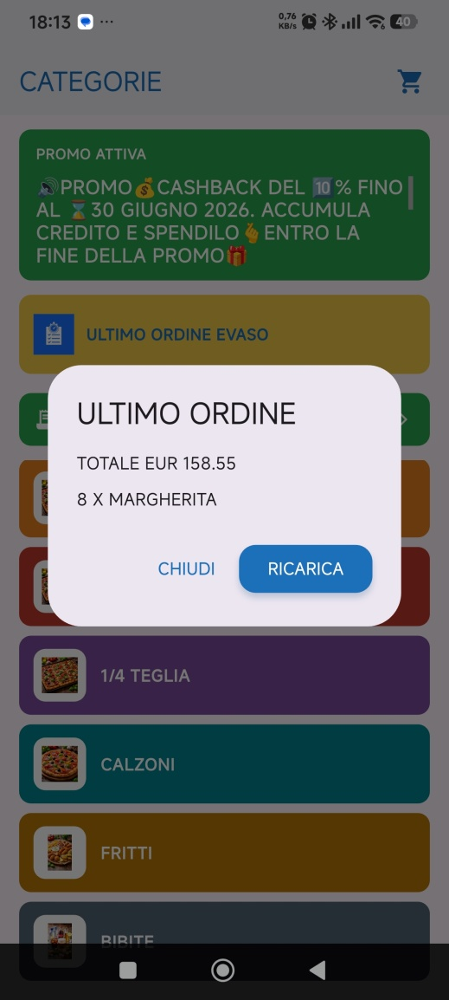 18:13
0,76
KB/s
40
CATEGORIE
PROMO ATTIVA
🔊PROMO💰CASHBACK DEL 🔟% FINO
AL ⌛30 GIUGNO 2026. ACCUMULA
CREDITO E SPENDILO🫰ENTRO LA
FINE DELLA PROMO🎁
ULTIMO ORDINE EVASO
ULTIMO ORDINE
TOTALE EUR 158.55
8 X MARGHERITA
CHIUDI
RICARICA
1/4 TEGLIA
CALZONI
FRITTI
BIBITE